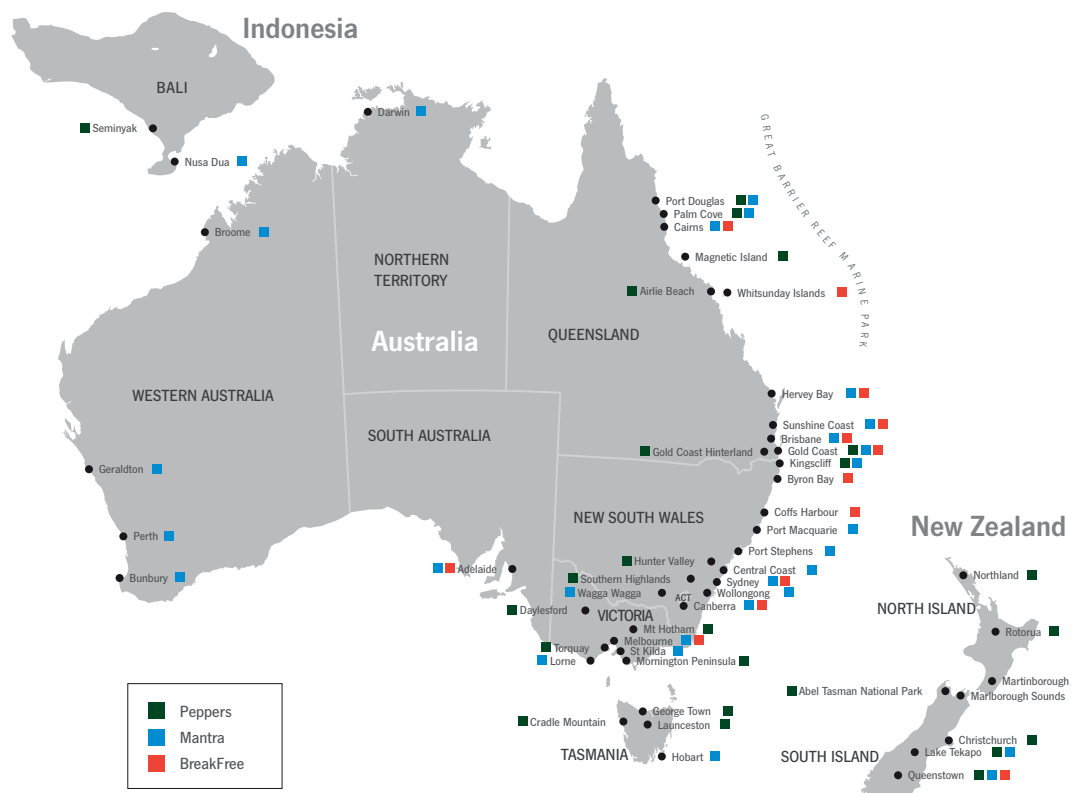 Indonesia
BALI
Seminyak
Nusa Dua
Darwin
Broome
NORTHERN
TERRITORY
Australia
QUEENSLAND
WESTERN AUSTRALIA
SOUTH AUSTRALIA
GREAT BARRIER REEF MARINE PARK
Port Douglas
Palm Cove
Cairns
Magnetic Island
Airlie Beach
Whitsunday Islands
Hervey Bay
Sunshine Coast
Brisbane
Gold Coast Hinterland
Gold Coast
Kingscliff
Byron Bay
Geraldton
Perth
Bunbury
NEW SOUTH WALES
Coffs Harbour
Port Macquarie
Port Stephens
Hunter Valley
Central Coast
Adelaide
Southern Highlands
Sydney
Wagga Wagga
Wollongong
ACT
Canberra
Daylesford
VICTORIA
Mt Hotham
Melbourne
Torquay
St Kilda
Lorne
Mornington Peninsula
George Town
Cradle Mountain
Launceston
TASMANIA
Hobart
New Zealand
Northland
NORTH ISLAND
Rotorua
Martinborough
Abel Tasman National Park
Marlborough Sounds
Christchurch
SOUTH ISLAND
Lake Tekapo
Queenstown
Peppers
Mantra
BreakFree